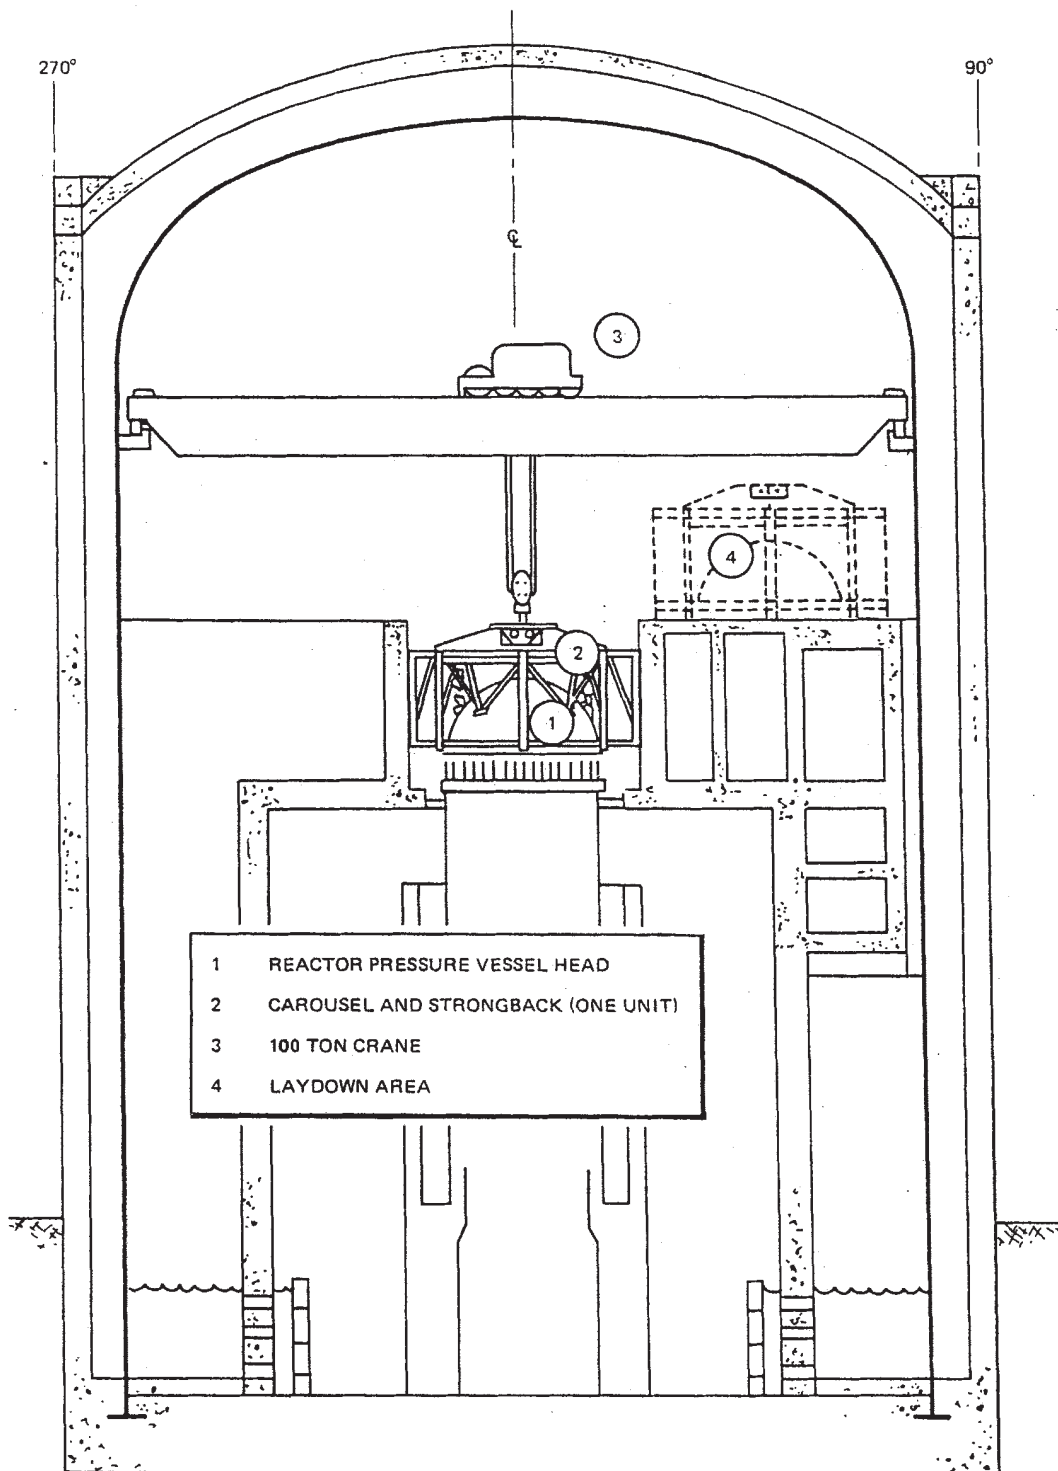 270° 90°
℄
3
4
2
1
1 REACTOR PRESSURE VESSEL HEAD
2 CAROUSEL AND STRONGBACK (ONE UNIT)
3 100 TON CRANE
4 LAYDOWN AREA